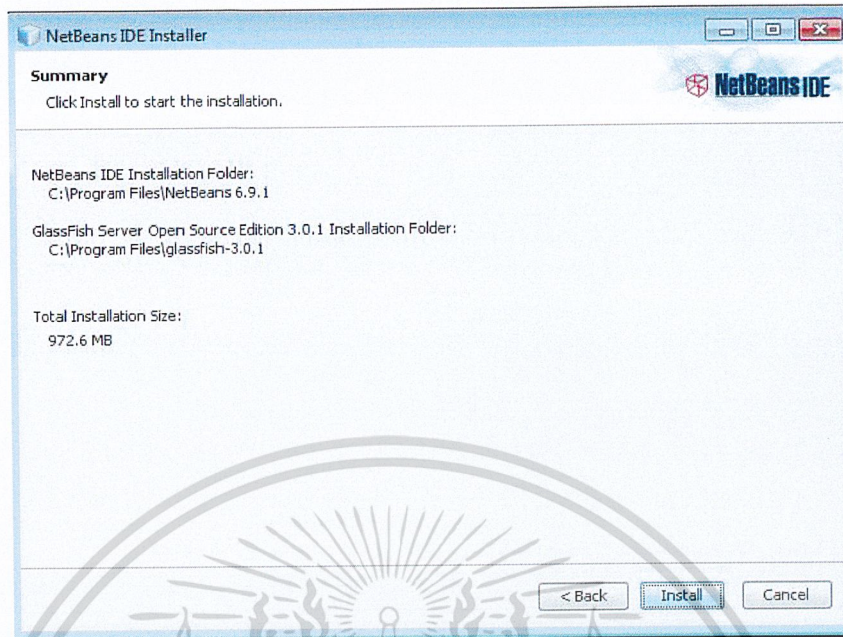 NetBeans IDE Installer
Summary
Click Install to start the installation.
NetBeans IDE
NetBeans IDE Installation Folder:
C:\Program Files\NetBeans 6.9.1
GlassFish Server Open Source Edition 3.0.1 Installation Folder:
C:\Program Files\glassfish-3.0.1
Total Installation Size:
972.6 MB
< Back
Install
Cancel